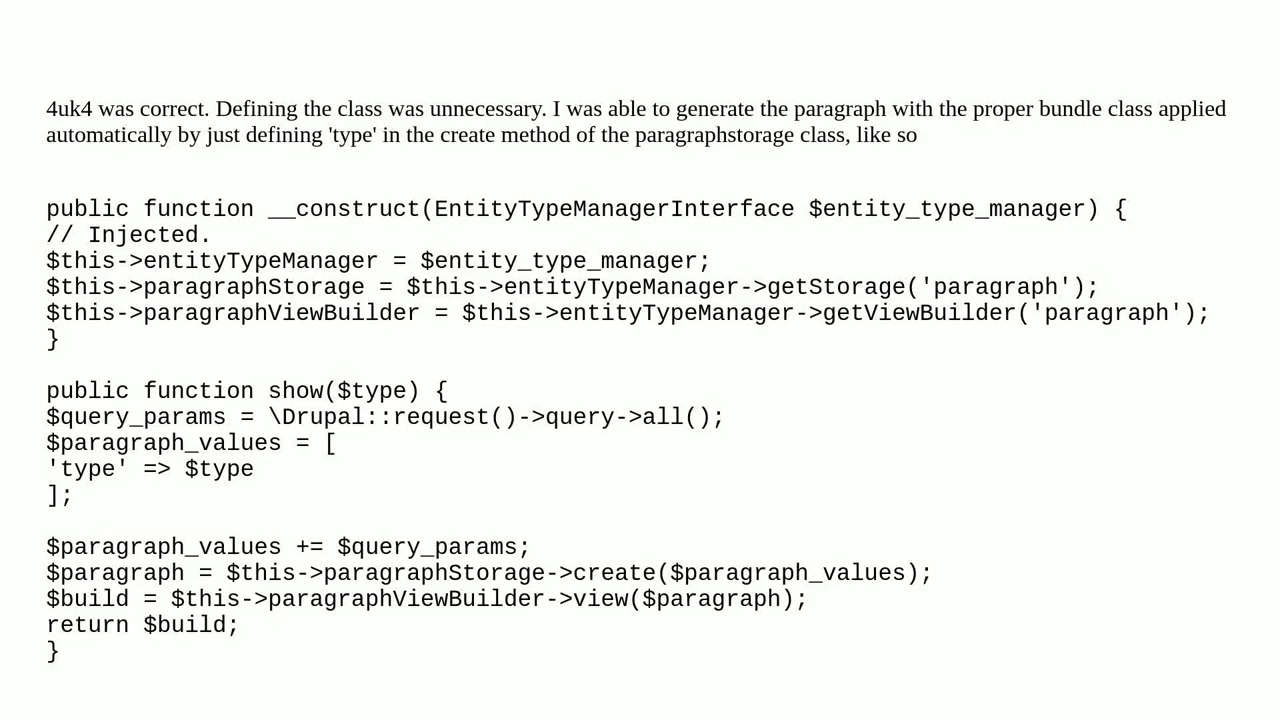 4uk4 was correct. Defining the class was unnecessary. I was able to generate the paragraph with the proper bundle class applied
automatically by just defining 'type' in the create method of the paragraphstorage class, like so
public function __construct(EntityTypeManagerInterface $entity_type_manager) {
// Injected.
$this->entityTypeManager = $entity_type_manager;
$this->paragraphStorage = $this->entityTypeManager->getStorage('paragraph');
$this->paragraphViewBuilder = $this->entityTypeManager->getViewBuilder('paragraph');
}
public function show($type) {
$query_params = \Drupal::request()->query->all();
$paragraph_values = [
'type' => $type
];
$paragraph_values += $query_params;
$paragraph = $this->paragraphStorage->create($paragraph_values);
$build = $this->paragraphViewBuilder->view($paragraph);
return $build;
}